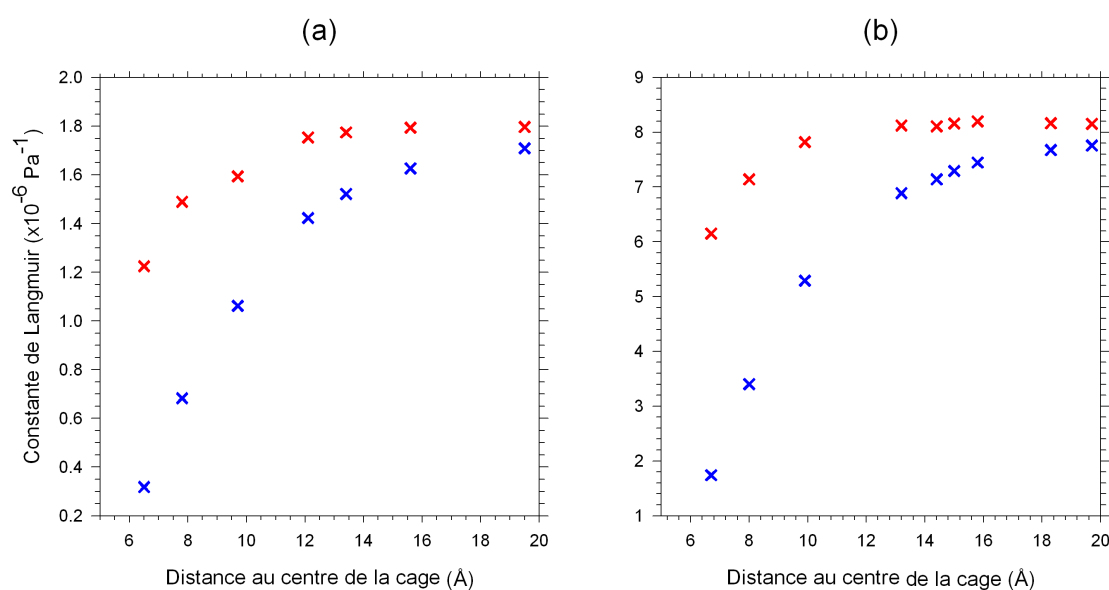 (a)
(b)
Constante de Langmuir (x10⁻⁶ Pa⁻¹)
2.0
1.8
1.6
1.4
1.2
1.0
0.8
0.6
0.4
0.2
6 8 10 12 14 16 18 20
Distance au centre de la cage (Å)
9
8
7
6
5
4
3
2
1
6 8 10 12 14 16 18 20
Distance au centre de la cage (Å)